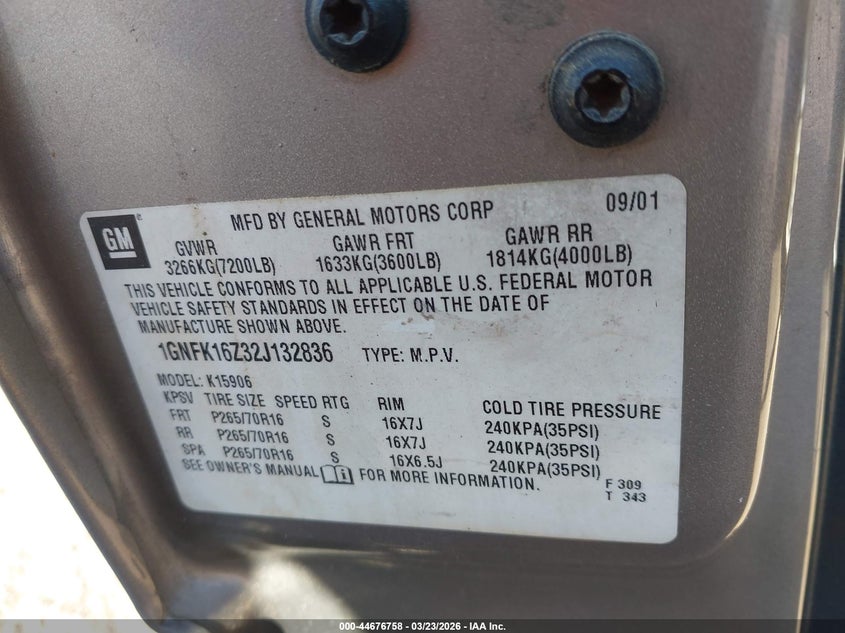 GM
MFD BY GENERAL MOTORS CORP 09/01
GVWR GAWR FRT GAWR RR
3266KG(7200LB) 1633KG(3600LB) 1814KG(4000LB)
THIS VEHICLE CONFORMS TO ALL APPLICABLE U.S. FEDERAL MOTOR
VEHICLE SAFETY STANDARDS IN EFFECT ON THE DATE OF
MANUFACTURE SHOWN ABOVE.
1GNFK16Z32J132836 TYPE: M.P.V.
MODEL: K15906
KPSV TIRE SIZE SPEED RTG RIM COLD TIRE PRESSURE
FRT P265/70R16 S 16X7J 240KPA(35PSI)
RR P265/70R16 S 16X7J 240KPA(35PSI)
SPA P265/70R16 S 16X6.5J 240KPA(35PSI)
SEE OWNER'S MANUAL FOR MORE INFORMATION.
F 309
T 343
000-44676758 - 03/23/2026 - IAA Inc.